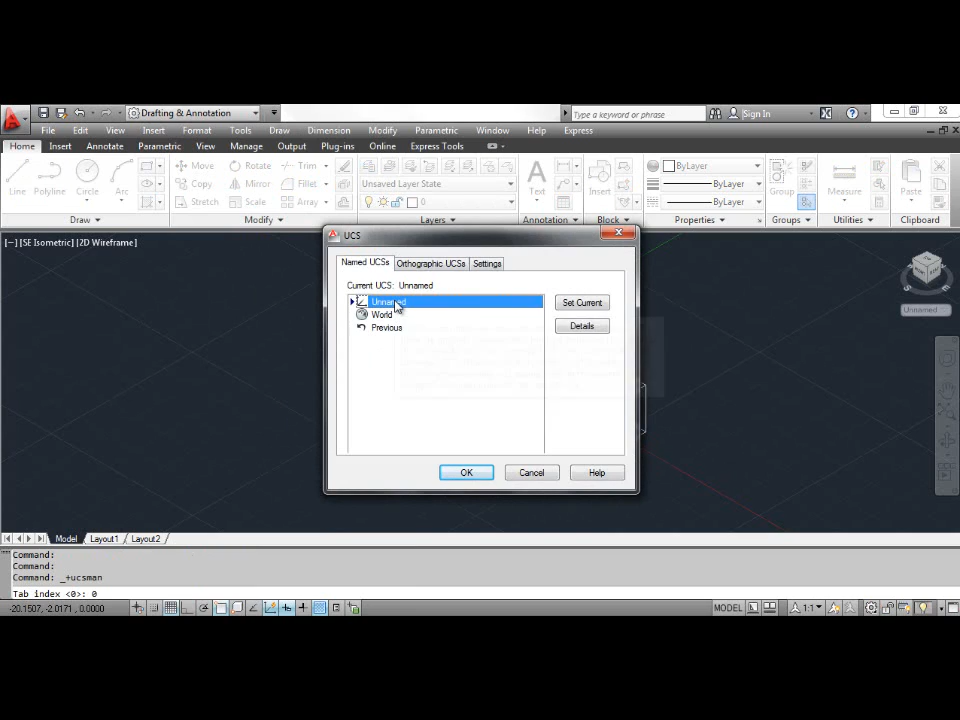 Drafting & Annotation
Type a keyword or phrase
Sign In
File Edit View Insert Format Tools Draw Dimension Modify Parametric Window Help Express
Home Insert Annotate Parametric View Manage Output Plug-ins Online Express Tools
Move Rotate Trim
ByLayer
Line Polyline Circle Arc
Copy Mirror Fillet
Unsaved Layer State
Text Insert
ByLayer
Group Measure Paste
Stretch Scale Array
0
ByLayer
Draw Modify Layers Annotation Block Properties Groups Utilities Clipboard
[−] [SE Isometric] [2D Wireframe]
UCS
Named UCSs Orthographic UCSs Settings
Current UCS: Unnamed
Unnamed
World
Previous
Set Current
Details
Unnamed
OK Cancel Help
Model Layout1 Layout2
Command:
Command:
Command: _+ucsman
Tab index <0>: 0
-20.1507, -2.0171, 0.0000
MODEL
1:1